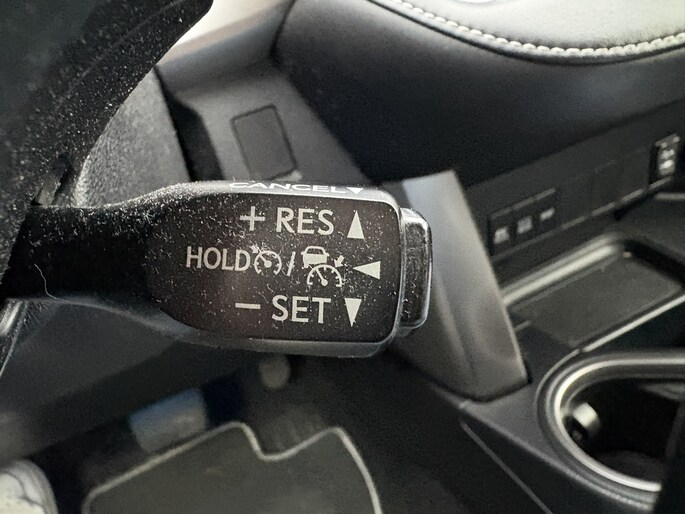 CANCEL▼
+ RES ▲
HOLD / ◀
− SET ▼